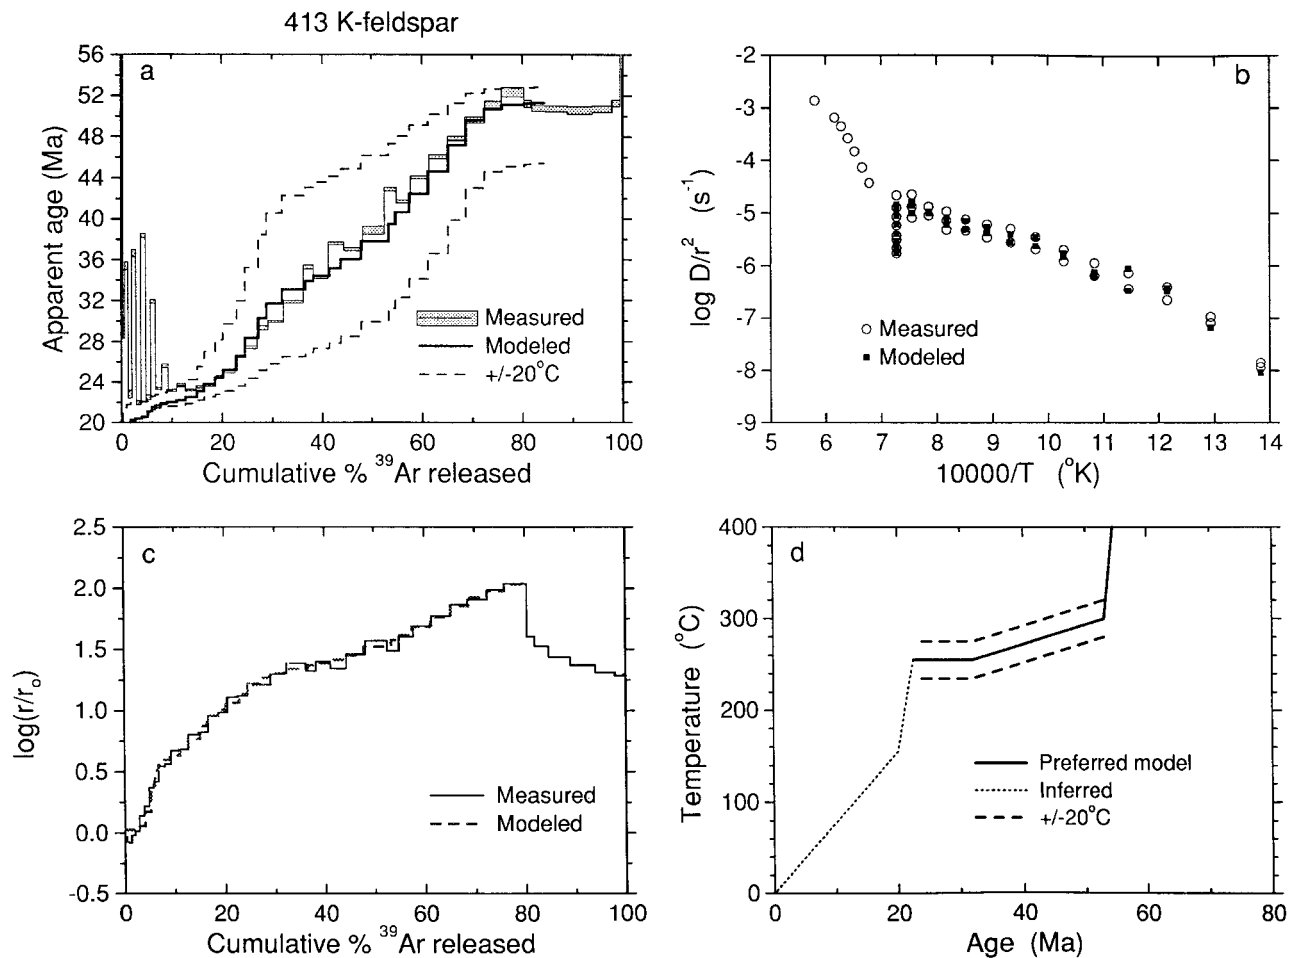 413 K-feldspar
a
56
52
48
44
40
36
32
28
24
20
Apparent age (Ma)
Measured
Modeled
+/-20°C
0 20 40 60 80 100
Cumulative % ³⁹Ar released
b
-2
-3
-4
-5
-6
-7
-8
-9
log D/r² (s⁻¹)
Measured
Modeled
5 6 7 8 9 10 11 12 13 14
10000/T (°K)
c
2.5
2.0
1.5
1.0
0.5
0.0
-0.5
log(r/rₒ)
Measured
Modeled
0 20 40 60 80 100
Cumulative % ³⁹Ar released
d
400
300
200
100
0
Temperature (°C)
Preferred model
Inferred
+/-20°C
0 20 40 60 80
Age (Ma)